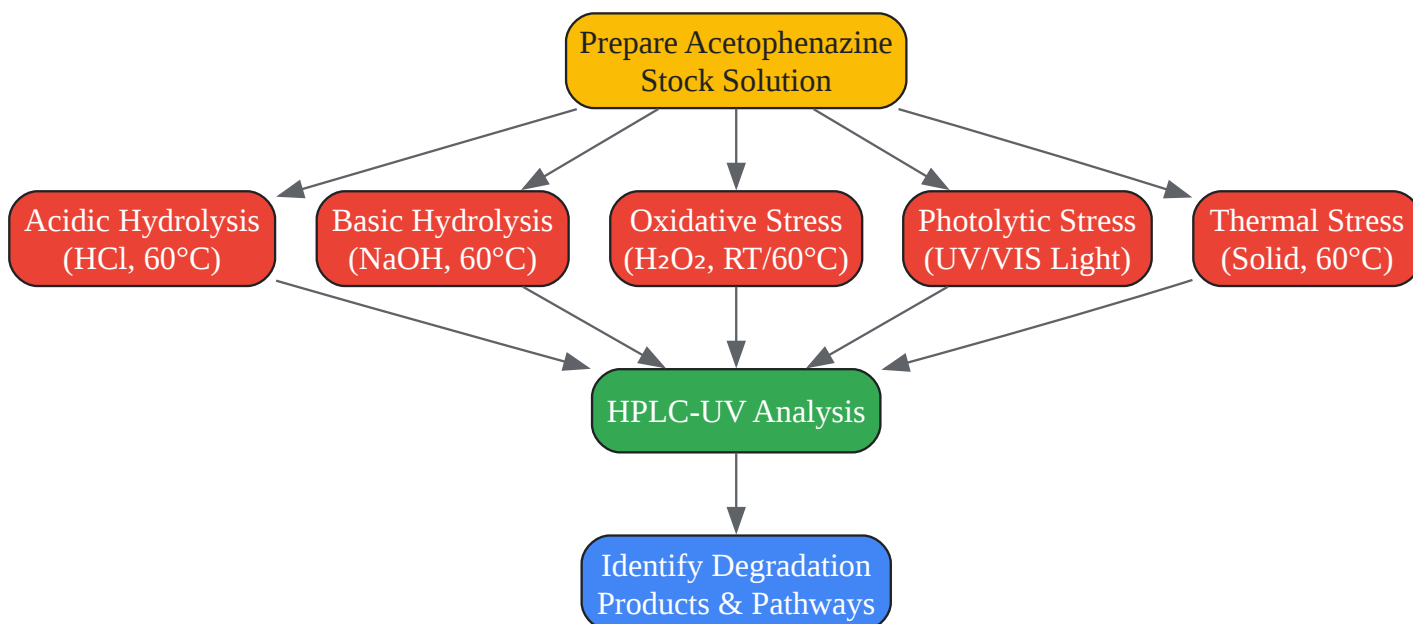 Prepare Acetophenazine
Stock Solution
Acidic Hydrolysis
(HCl, 60°C)
Basic Hydrolysis
(NaOH, 60°C)
Oxidative Stress
(H₂O₂, RT/60°C)
Photolytic Stress
(UV/VIS Light)
Thermal Stress
(Solid, 60°C)
HPLC-UV Analysis
Identify Degradation
Products & Pathways